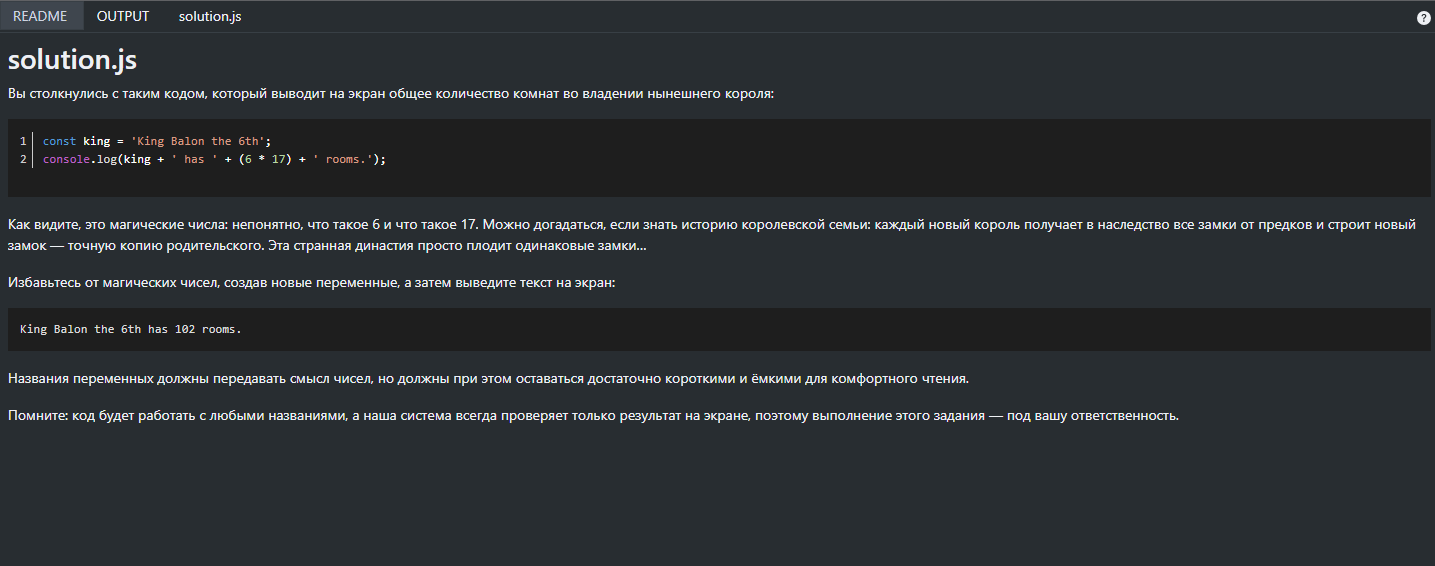 README OUTPUT solution.js
solution.js
Вы столкнулись с таким кодом, который выводит на экран общее количество комнат во владении нынешнего короля:
1 const king = 'King Balon the 6th';
2 console.log(king + ' has ' + (6 * 17) + ' rooms.');
Как видите, это магические числа: непонятно, что такое 6 и что такое 17. Можно догадаться, если знать историю королевской семьи: каждый новый король получает в наследство все замки от предков и строит новый
замок — точную копию родительского. Эта странная династия просто плодит одинаковые замки...
Избавьтесь от магических чисел, создав новые переменные, а затем выведите текст на экран:
King Balon the 6th has 102 rooms.
Названия переменных должны передавать смысл чисел, но должны при этом оставаться достаточно короткими и ёмкими для комфортного чтения.
Помните: код будет работать с любыми названиями, а наша система всегда проверяет только результат на экране, поэтому выполнение этого задания — под вашу ответственность.